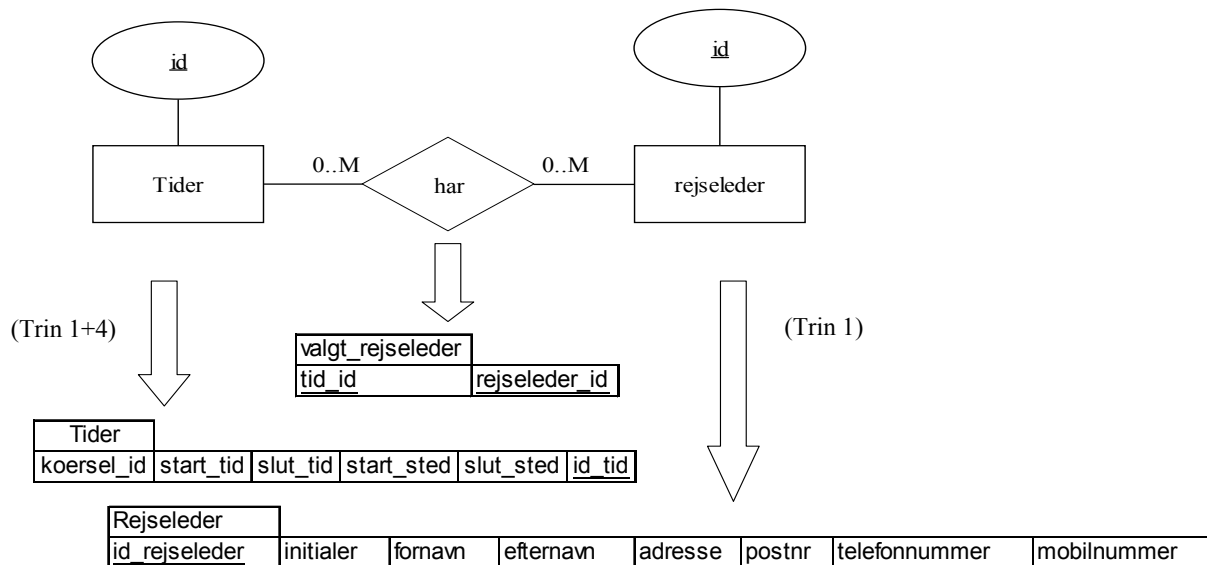 id id
Tider 0..M har 0..M rejseleder
(Trin 1+4) (Trin 1)
valgt_rejseleder
tid_id rejseleder_id
Tider
koersel_id start_tid slut_tid start_sted slut_sted id_tid
Rejseleder
id_rejseleder initialer fornavn efternavn adresse postnr telefonnummer mobilnummer